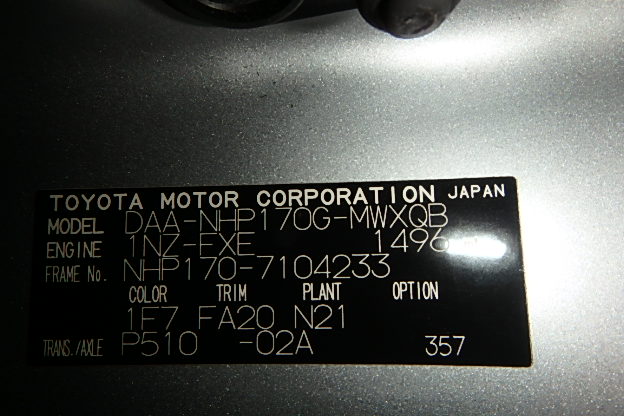 TOYOTA MOTOR CORPORATION JAPAN
MODEL DAA-NHP170G-MWXQB
ENGINE 1NZ-FXE 1496
FRAME No. NHP170-7104233
COLOR TRIM PLANT OPTION
1F7 FA20 N21
TRANS./AXLE P510 -02A 357